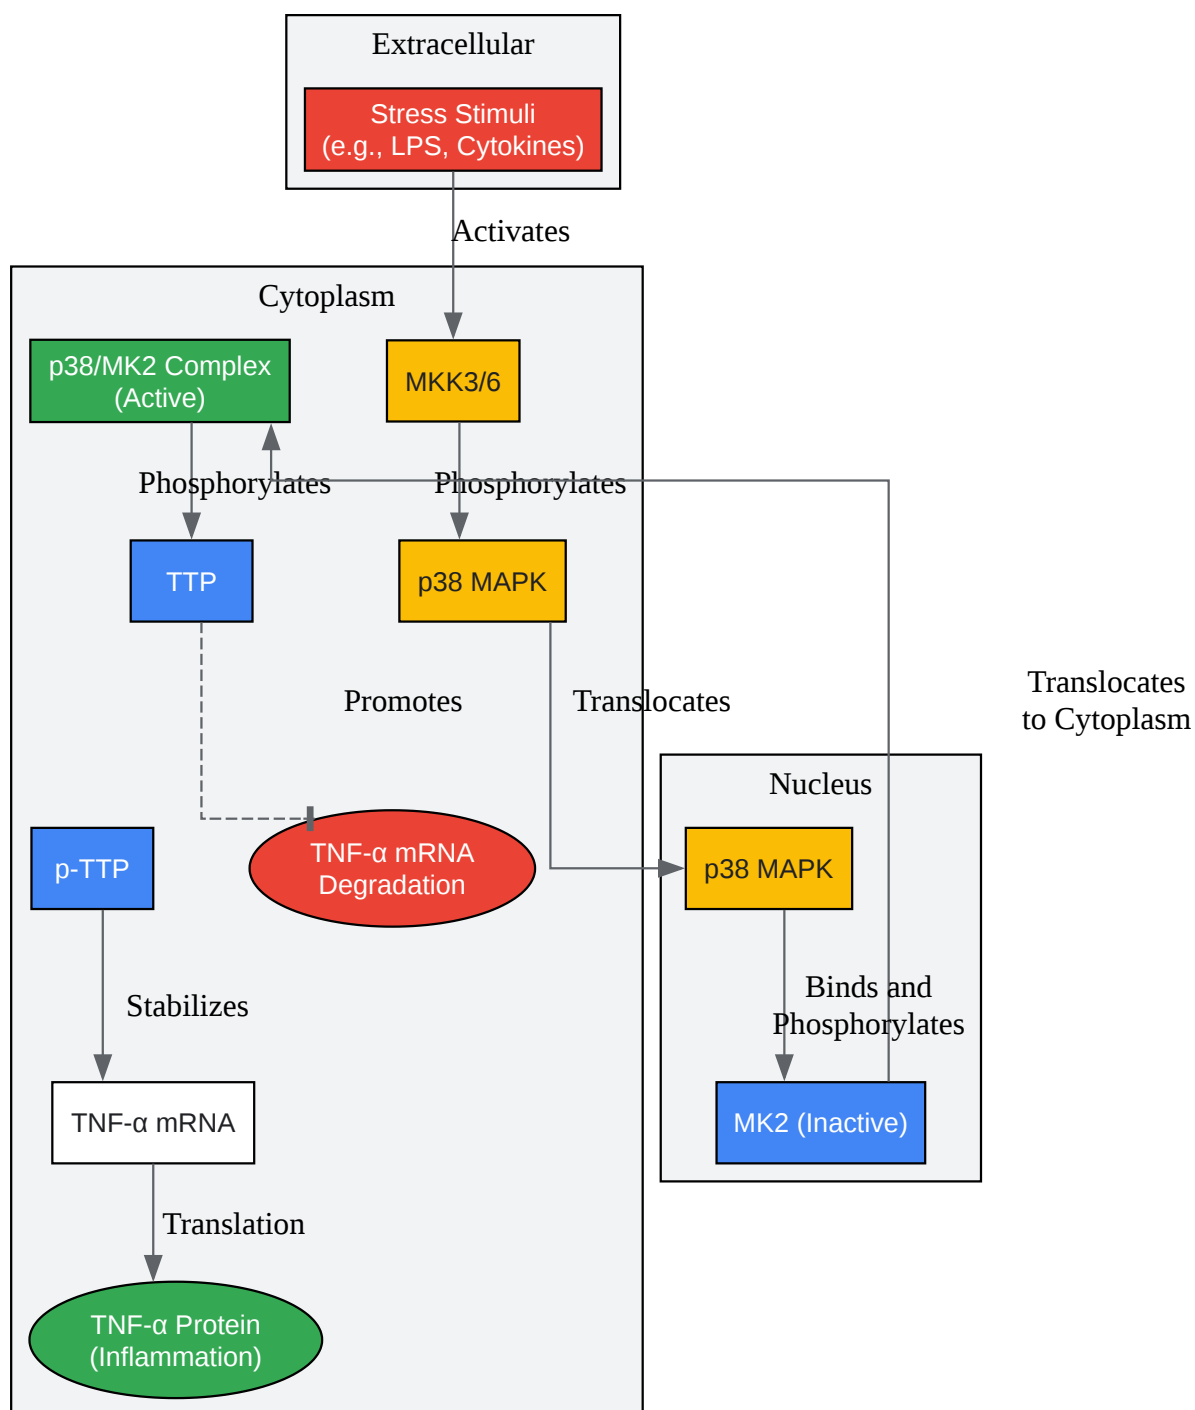 Extracellular
Stress Stimuli
(e.g., LPS, Cytokines)
Activates
Cytoplasm
p38/MK2 Complex
(Active)
MKK3/6
Phosphorylates
Phosphorylates
TTP
p38 MAPK
Promotes
Translocates
Translocates
to Cytoplasm
Nucleus
p-TTP
TNF-α mRNA
Degradation
p38 MAPK
Stabilizes
Binds and
Phosphorylates
TNF-α mRNA
MK2 (Inactive)
Translation
TNF-α Protein
(Inflammation)